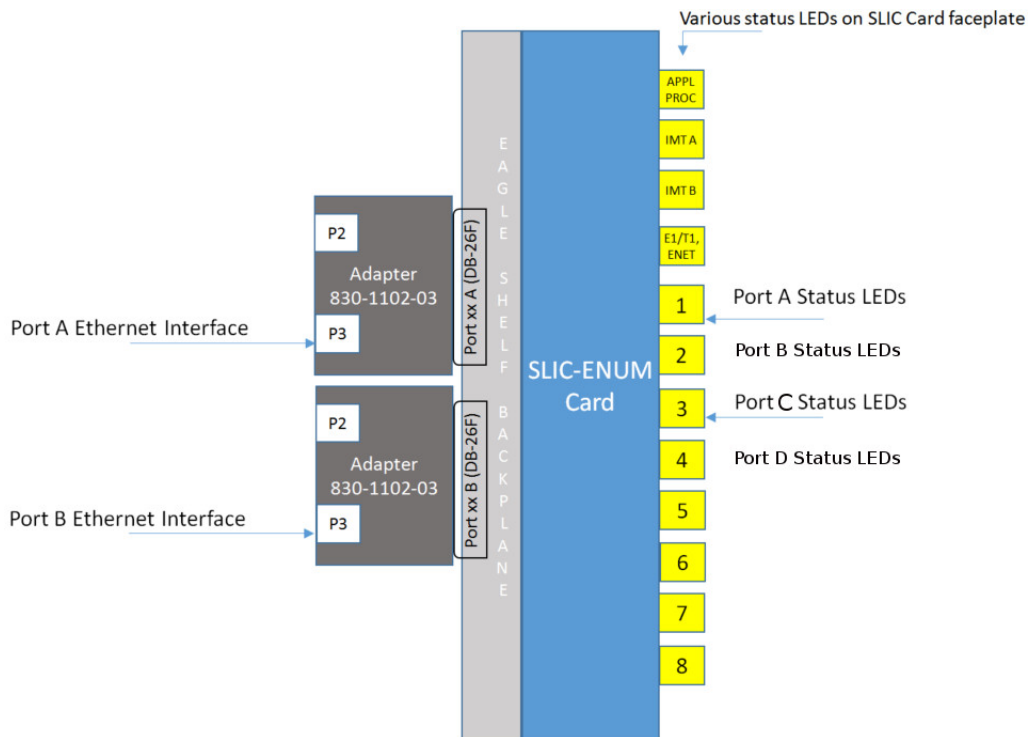 Various status LEDs on SLIC Card faceplate
APPL
PROC
IMT A
IMT B
E1/T1,
ENET
1
Port A Status LEDs
2
Port B Status LEDs
3
Port C Status LEDs
4
Port D Status LEDs
5
6
7
8
SLIC-ENUM
Card
EAGLE SHELF BACKPLANE
Port xx A (DB-26F)
Port xx B (DB-26F)
P2
Adapter
830-1102-03
P3
Port A Ethernet Interface
P2
Adapter
830-1102-03
P3
Port B Ethernet Interface